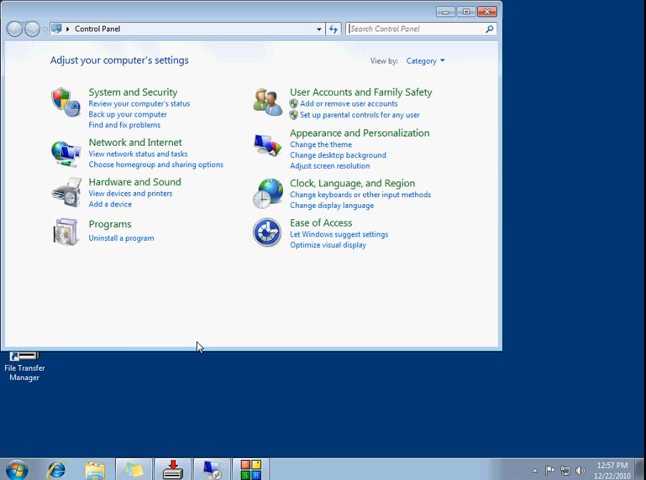 Control Panel
Search Control Panel
Adjust your computer's settings
View by: Category
System and Security
Review your computer's status
Back up your computer
Find and fix problems
Network and Internet
View network status and tasks
Choose homegroup and sharing options
Hardware and Sound
View devices and printers
Add a device
Programs
Uninstall a program
User Accounts and Family Safety
Add or remove user accounts
Set up parental controls for any user
Appearance and Personalization
Change the theme
Change desktop background
Adjust screen resolution
Clock, Language, and Region
Change keyboards or other input methods
Change display language
Ease of Access
Let Windows suggest settings
Optimize visual display
File Transfer
Manager
12:57 PM
12/22/2010